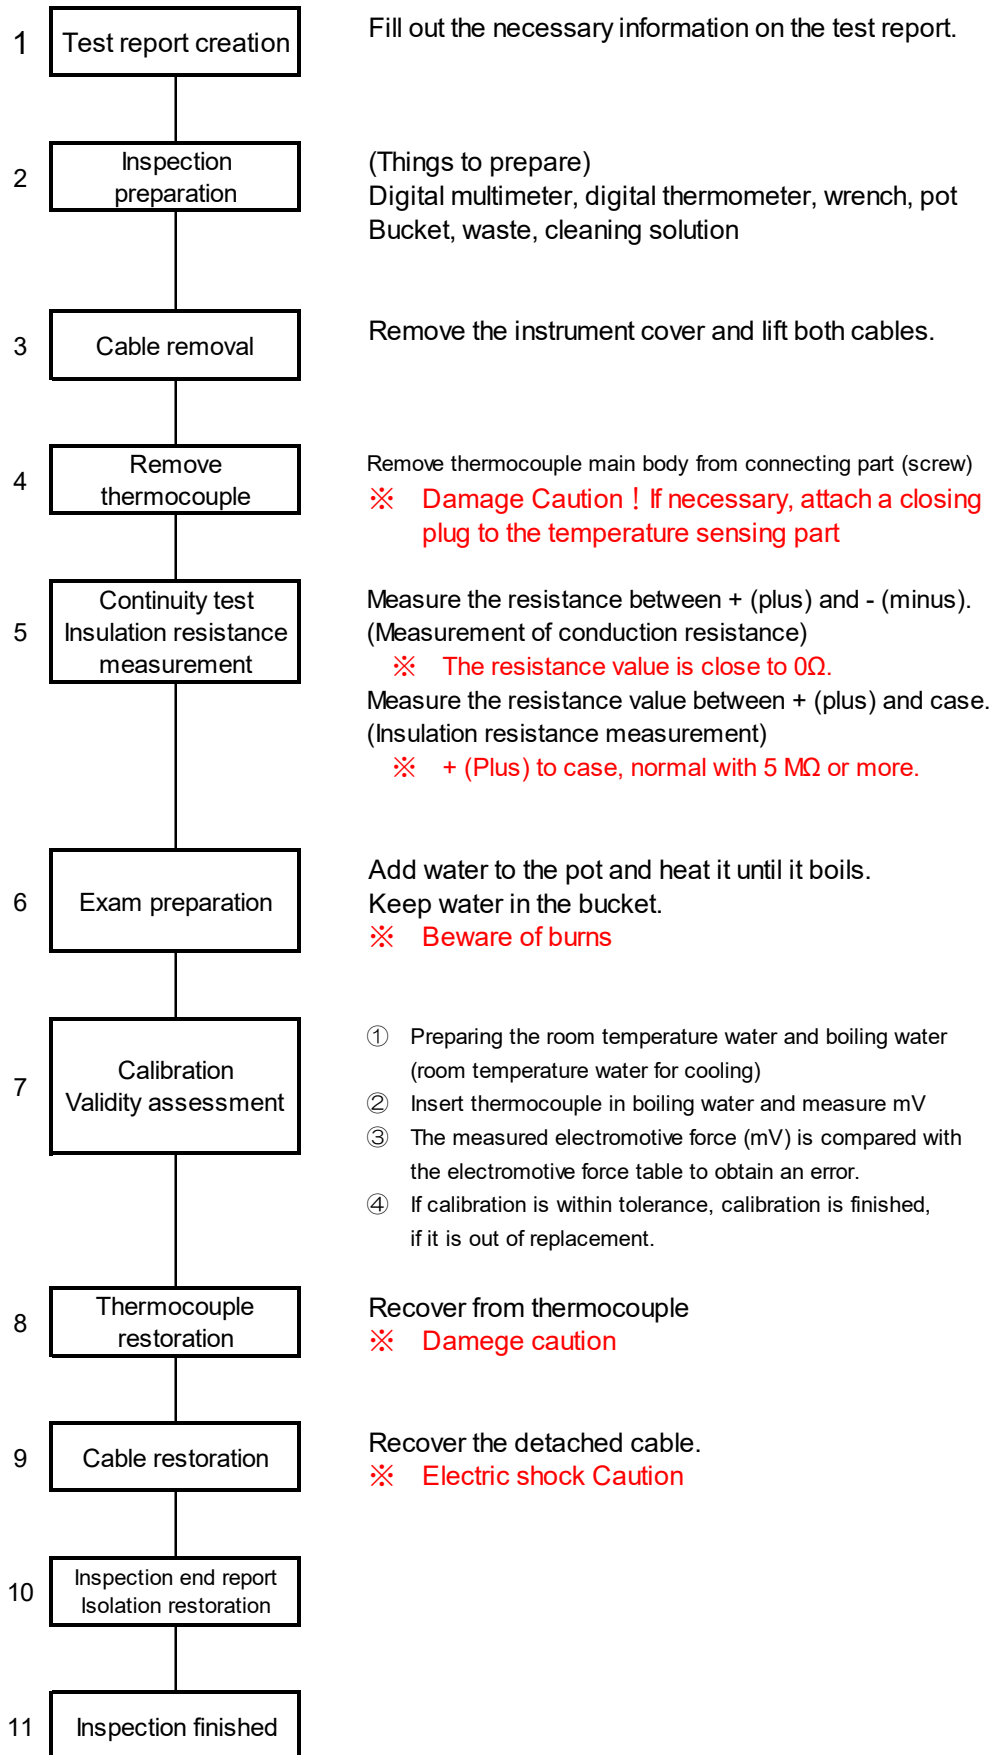 1
Test report creation
Fill out the necessary information on the test report.
2
Inspection
preparation
(Things to prepare)
Digital multimeter, digital thermometer, wrench, pot
Bucket, waste, cleaning solution
3
Cable removal
Remove the instrument cover and lift both cables.
4
Remove
thermocouple
Remove thermocouple main body from connecting part (screw)
※ Damage Caution！If necessary, attach a closing
plug to the temperature sensing part
5
Continuity test
Insulation resistance
measurement
Measure the resistance between + (plus) and - (minus).
(Measurement of conduction resistance)
※ The resistance value is close to 0Ω.
Measure the resistance value between + (plus) and case.
(Insulation resistance measurement)
※ + (Plus) to case, normal with 5 MΩ or more.
6
Exam preparation
Add water to the pot and heat it until it boils.
Keep water in the bucket.
※ Beware of burns
7
Calibration
Validity assessment
① Preparing the room temperature water and boiling water
(room temperature water for cooling)
② Insert thermocouple in boiling water and measure mV
③ The measured electromotive force (mV) is compared with
the electromotive force table to obtain an error.
④ If calibration is within tolerance, calibration is finished,
if it is out of replacement.
8
Thermocouple
restoration
Recover from thermocouple
※ Damege caution
9
Cable restoration
Recover the detached cable.
※ Electric shock Caution
10
Inspection end report
Isolation restoration
11
Inspection finished